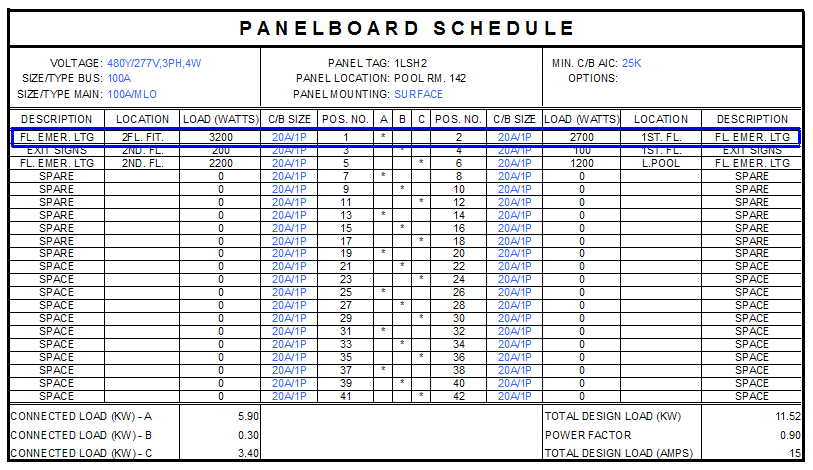 PANELBOARD SCHEDULE
VOLTAGE: 480Y/277V,3PH,4W PANEL TAG: 1LSH2 MIN. C/B AIC: 25K
SIZE/TYPE BUS: 100A PANEL LOCATION: POOL RM. 142 OPTIONS:
SIZE/TYPE MAIN: 100A/MLO PANEL MOUNTING: SURFACE
DESCRIPTION LOCATION LOAD (WATTS) C/B SIZE POS. NO. A B C POS. NO. C/B SIZE LOAD (WATTS) LOCATION DESCRIPTION
FL. EMER. LTG 2FL. FIT. 3200 20A/1P 1 * 2 20A/1P 2700 1ST. FL. FL. EMER. LTG
EXIT SIGNS 2ND. FL. 200 20A/1P 3 * 4 20A/1P 100 1ST. FL. EXIT SIGNS
FL. EMER. LTG 2ND. FL. 2200 20A/1P 5 * 6 20A/1P 1200 L.POOL FL. EMER. LTG
SPARE 0 20A/1P 7 * 8 20A/1P 0 SPARE
SPARE 0 20A/1P 9 * 10 20A/1P 0 SPARE
SPARE 0 20A/1P 11 * 12 20A/1P 0 SPARE
SPARE 0 20A/1P 13 * 14 20A/1P 0 SPARE
SPARE 0 20A/1P 15 * 16 20A/1P 0 SPARE
SPARE 0 20A/1P 17 * 18 20A/1P 0 SPARE
SPARE 0 20A/1P 19 * 20 20A/1P 0 SPARE
SPACE 0 20A/1P 21 * 22 20A/1P 0 SPACE
SPACE 0 20A/1P 23 * 24 20A/1P 0 SPACE
SPACE 0 20A/1P 25 * 26 20A/1P 0 SPACE
SPACE 0 20A/1P 27 * 28 20A/1P 0 SPACE
SPACE 0 20A/1P 29 * 30 20A/1P 0 SPACE
SPACE 0 20A/1P 31 * 32 20A/1P 0 SPACE
SPACE 0 20A/1P 33 * 34 20A/1P 0 SPACE
SPACE 0 20A/1P 35 * 36 20A/1P 0 SPACE
SPACE 0 20A/1P 37 * 38 20A/1P 0 SPACE
SPACE 0 20A/1P 39 * 40 20A/1P 0 SPACE
SPACE 0 20A/1P 41 * 42 20A/1P 0 SPACE
CONNECTED LOAD (KW) - A 5.90 TOTAL DESIGN LOAD (KW) 11.52
CONNECTED LOAD (KW) - B 0.30 POWER FACTOR 0.90
CONNECTED LOAD (KW) - C 3.40 TOTAL DESIGN LOAD (AMPS) 15